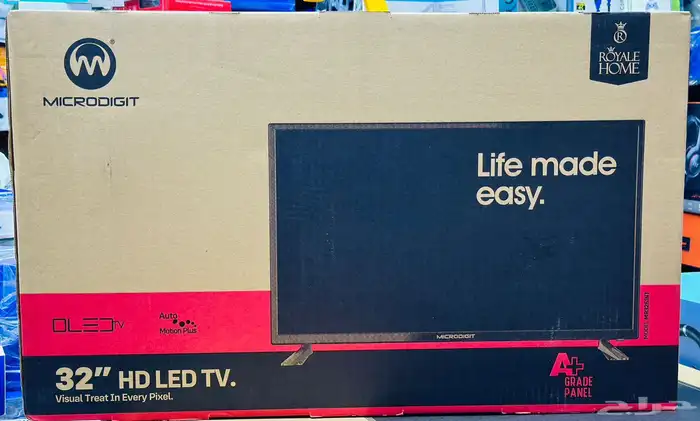 MICRODIGIT
R
ROYALE
HOME
Life made
easy.
OLED TV
Auto
Motion Plus
MICRODIGIT
32” HD LED TV.
Visual Treat In Every Pixel.
A+
GRADE
PANEL
حراج